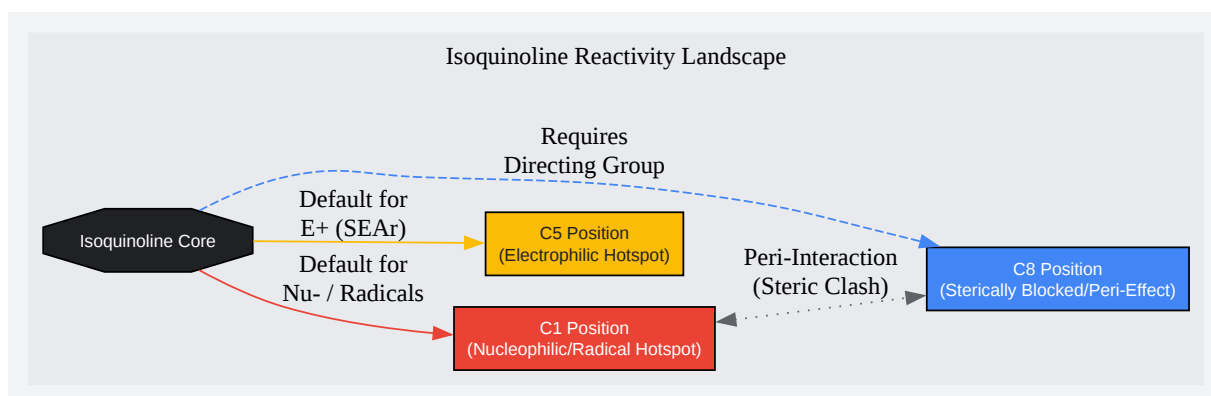 Isoquinoline Reactivity Landscape
Requires
Directing Group
Default for
E+ (SEAr)
Isoquinoline Core
C5 Position
(Electrophilic Hotspot)
Default for
Nu- / Radicals
Peri-Interaction
(Steric Clash)
C8 Position
(Sterically Blocked/Peri-Effect)
C1 Position
(Nucleophilic/Radical Hotspot)